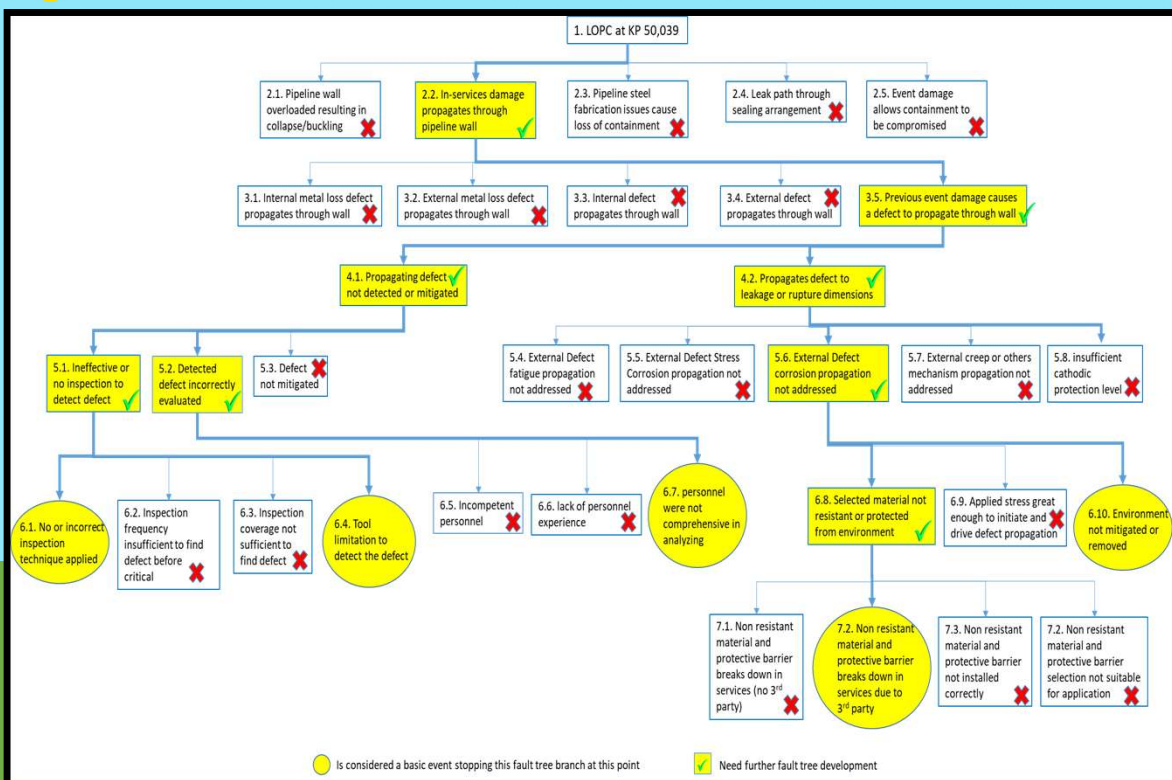 1. LOPC at KP 50,039
2.1. Pipeline wall
overloaded resulting in
collapse/buckling
2.2. In-services damage
propagates through
pipeline wall
2.3. Pipeline steel
fabrication issues cause
loss of containment
2.4. Leak path through
sealing arrangement
2.5. Event damage
allows containment to
be compromised
3.1. Internal metal loss defect
propagates through wall
3.2. External metal loss defect
propagates through wall
3.3. Internal defect
propagates through wall
3.4. External defect
propagates through wall
3.5. Previous event damage causes
a defect to propagate through wall
4.1. Propagating defect
not detected or mitigated
4.2. Propagates defect to
leakage or rupture dimensions
5.1. Ineffective or
no inspection to
detect defect
5.2. Detected
defect incorrectly
evaluated
5.3. Defect
not mitigated
5.4. External Defect
fatigue propagation
not addressed
5.5. External Defect Stress
Corrosion propagation not
addressed
5.6. External Defect
corrosion propagation
not addressed
5.7. External creep or others
mechanism propagation not
addressed
5.8. insufficient
cathodic
protection level
6.1. No or incorrect
inspection
technique applied
6.2. Inspection
frequency
insufficient to find
defect before
critical
6.3. Inspection
coverage not
sufficient to
find defect
6.4. Tool
limitation to
detect the defect
6.5. Incompetent
personnel
6.6. lack of personnel
experience
6.7. personnel
were not
comprehensive in
analyzing
6.8. Selected material not
resistant or protected
from environment
6.9. Applied stress great
enough to initiate and
drive defect propagation
6.10. Environment
not mitigated or
removed
7.1. Non resistant
material and
protective barrier
breaks down in
services (no 3rd
party)
7.2. Non resistant
material and
protective barrier
breaks down in
services due to
3rd party
7.3. Non resistant
material and
protective barrier
not installed
correctly
7.2. Non resistant
material and
protective barrier
selection not suitable
for application
Is considered a basic event stopping this fault tree branch at this point
Need further fault tree development